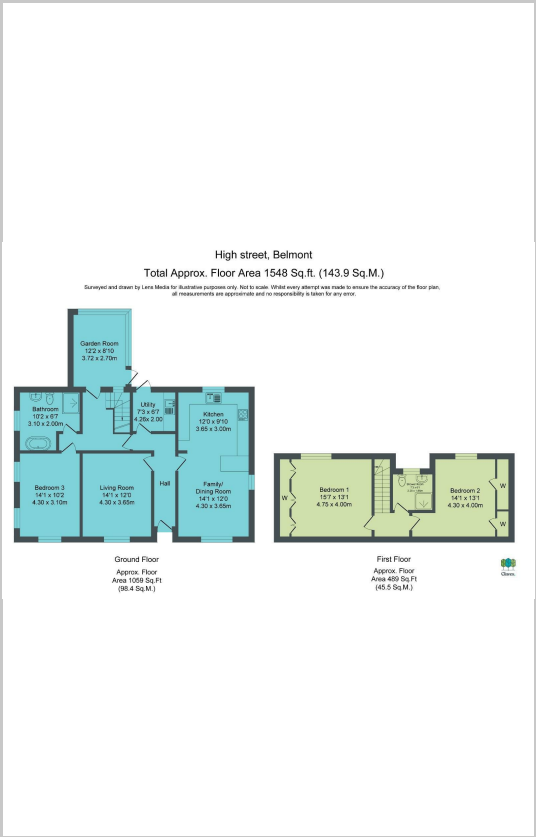 High street, Belmont
Total Approx. Floor Area 1548 Sq.ft. (143.9 Sq.M.)
Surveyed and drawn by Lens Media for illustrative purposes only. Not to scale. Whilst every attempt was made to ensure the accuracy of the floor plan,
all measurements are approximate and no responsibility is taken for any error.
Garden Room
12'2 x 8'10
3.72 x 2.70m
Bathroom
10'2 x 6'7
3.10 x 2.00m
Utility
7'3 x 6'7
4.26x 2.00
Kitchen
12'0 x 9'10
3.65 x 3.00m
Bedroom 3
14'1 x 10'2
4.30 x 3.10m
Living Room
14'1 x 12'0
4.30 x 3.65m
Hall
Family/
Dining Room
14'1 x 12'0
4.30 x 3.65m
Ground Floor
Approx. Floor
Area 1059 Sq.Ft
(98.4 Sq.M.)
W
Bedroom 1
15'7 x 13'1
4.75 x 4.00m
Bedroom 2
14'1 x 13'1
4.30 x 4.00m
W
W
First Floor
Approx. Floor
Area 489 Sq.Ft
(45.5 Sq.M.)